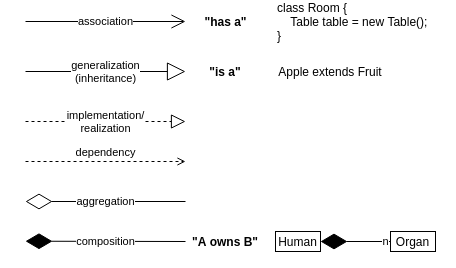 association "has a" class Room {
Table table = new Table();
}
generalization
(inheritance) "is a" Apple extends Fruit
implementation/
realization
dependency
aggregation
composition "A owns B" Human n Organ